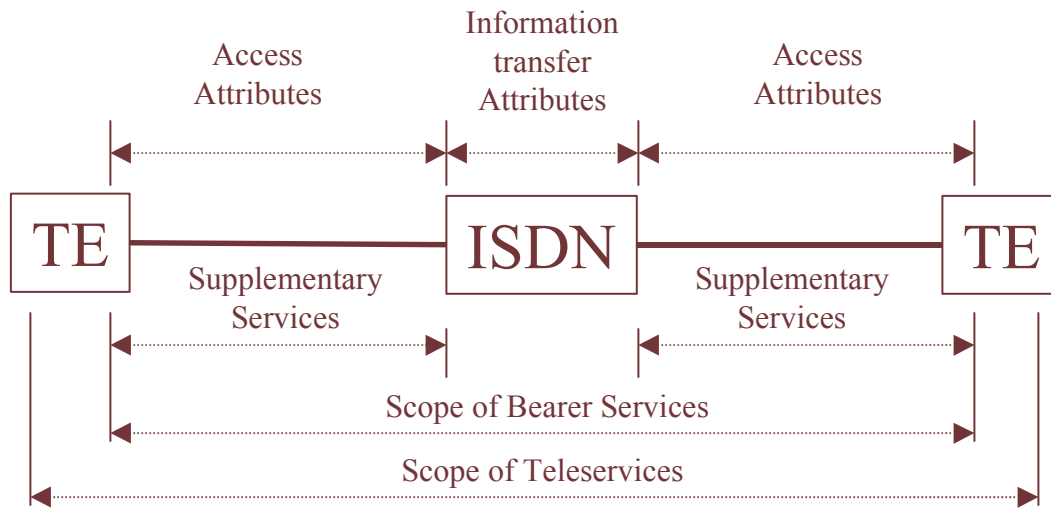 Access
Attributes
Information
transfer
Attributes
Access
Attributes
TE
ISDN
TE
Supplementary
Services
Supplementary
Services
Scope of Bearer Services
Scope of Teleservices